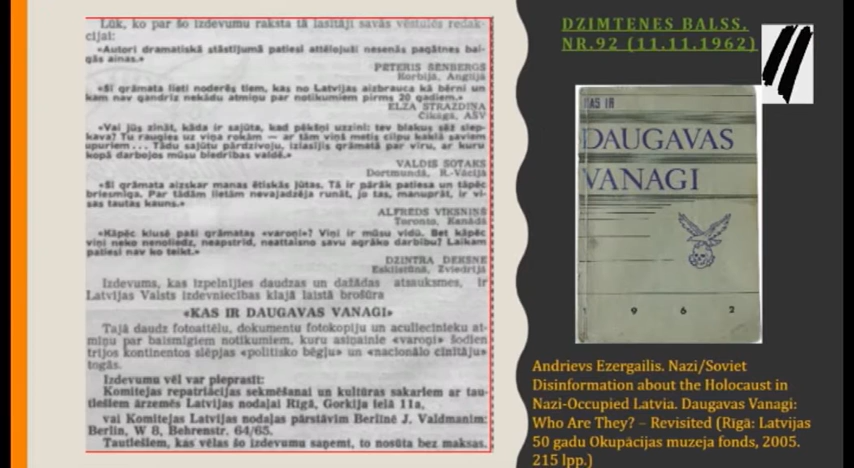 Lūk, ko par šo izdevumu raksta tā lasītāji savās vēstulēs redak-
cijai:
«Autori dramatiskā stāstījumā patiesi attēlojuši nesenās pagātnes bai-
gās ainas.»
PĒTERIS SENBERGS
Korbijā, Anglijā
«Šī grāmata lieti noderēs tiem, kas no Latvijas aizbrauca kā bērni un
kam nav gandrīz nekādu atmiņu par notikumiem pirms 20 gadiem.»
ELZA STRAZDIŅA
Čikāgā, ASV
«Vai jūs zināt, kāda ir sajūta, kad pēkšņi uzzini: tev blakus sēž slep-
kava? Tu raugies uz viņa rokām — ar tām viņš metis cilpu kaklā saviem
upuriem... Tādu sajūtu pārdzīvoju, izlasījis grāmatā par vīru, ar kuru
kopā darbojos mūsu biedrības valdē.»
VALDIS SOTAKS
Dortmundā, R.-Vācijā
«Šī grāmata aizskar manas ētiskās jūtas. Tā ir pārāk patiesa un tāpēc
briesmīga. Par tādām lietām nevajadzēja runāt, jo tas, manuprāt, ir vi-
sas tautas kauns.»
ALFREDS VĪKSNIŅŠ
Toronto, Kanādā
«Kāpēc klusē paši grāmatas «varoņi»? Viņi ir mūsu vidū. Bet kāpēc
viņi neko nenoliedz, neapstrīd, neattaisno savu agrāko darbību? Laikam
patiesi nav ko teikt.»
DZINTRA DEKSNE
Eskilstūnā, Zviedrijā
Izdevums, kas izpelnījies daudzas un dažādas atsauksmes, ir
Latvijas Valsts izdevniecības klajā laistā brošūra
«KAS IR DAUGAVAS VANAGI»
Tajā daudz fotoattēlu, dokumentu fotokopiju un aculiecinieku at-
miņu par baismīgiem notikumiem, kuru asiņainie «varoņi» šodien
trijos kontinentos slēpjas «politisko bēgļu» un «nacionālo cīnītāju»
togās.
Izdevumu vēl var pieprasīt:
Komitejas repatriācijas sekmēšanai un kultūras sakariem ar tau-
tiešiem ārzemēs Latvijas nodaļai Rīgā, Gorkija ielā 11a,
vai Komitejas Latvijas nodaļas pārstāvim Berlīnē J. Valdmanim:
Berlin, W 8, Behrenstr. 64/65.
Tautiešiem, kas vēlas šo izdevumu saņemt, to nosūta bez maksas.
DZIMTENES BALSS.
NR.92 (11.11.1962)
KAS IR
DAUGAVAS
VANAGI
1 9 6 2
Andrievs Ezergailis. Nazi/Soviet
Disinformation about the Holocaust in
Nazi-Occupied Latvia. Daugavas Vanagi:
Who Are They? – Revisited (Rīgā: Latvijas
50 gadu Okupācijas muzeja fonds, 2005.
215 lpp.)